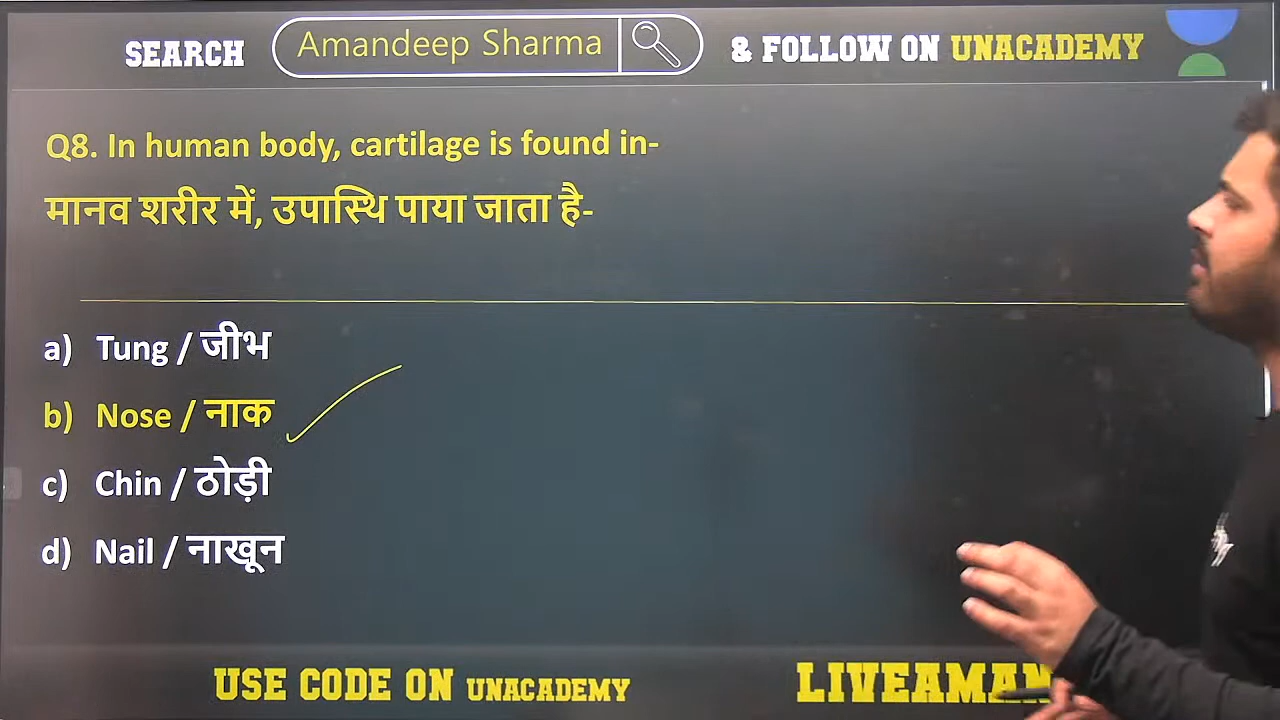 SEARCH Amandeep Sharma & FOLLOW ON UNACADEMY
Q8. In human body, cartilage is found in-
मानव शरीर में, उपास्थि पाया जाता है-
a) Tung / जीभ
b) Nose / नाक
c) Chin / ठोड़ी
d) Nail / नाखून
USE CODE ON UNACADEMY LIVEAMAN